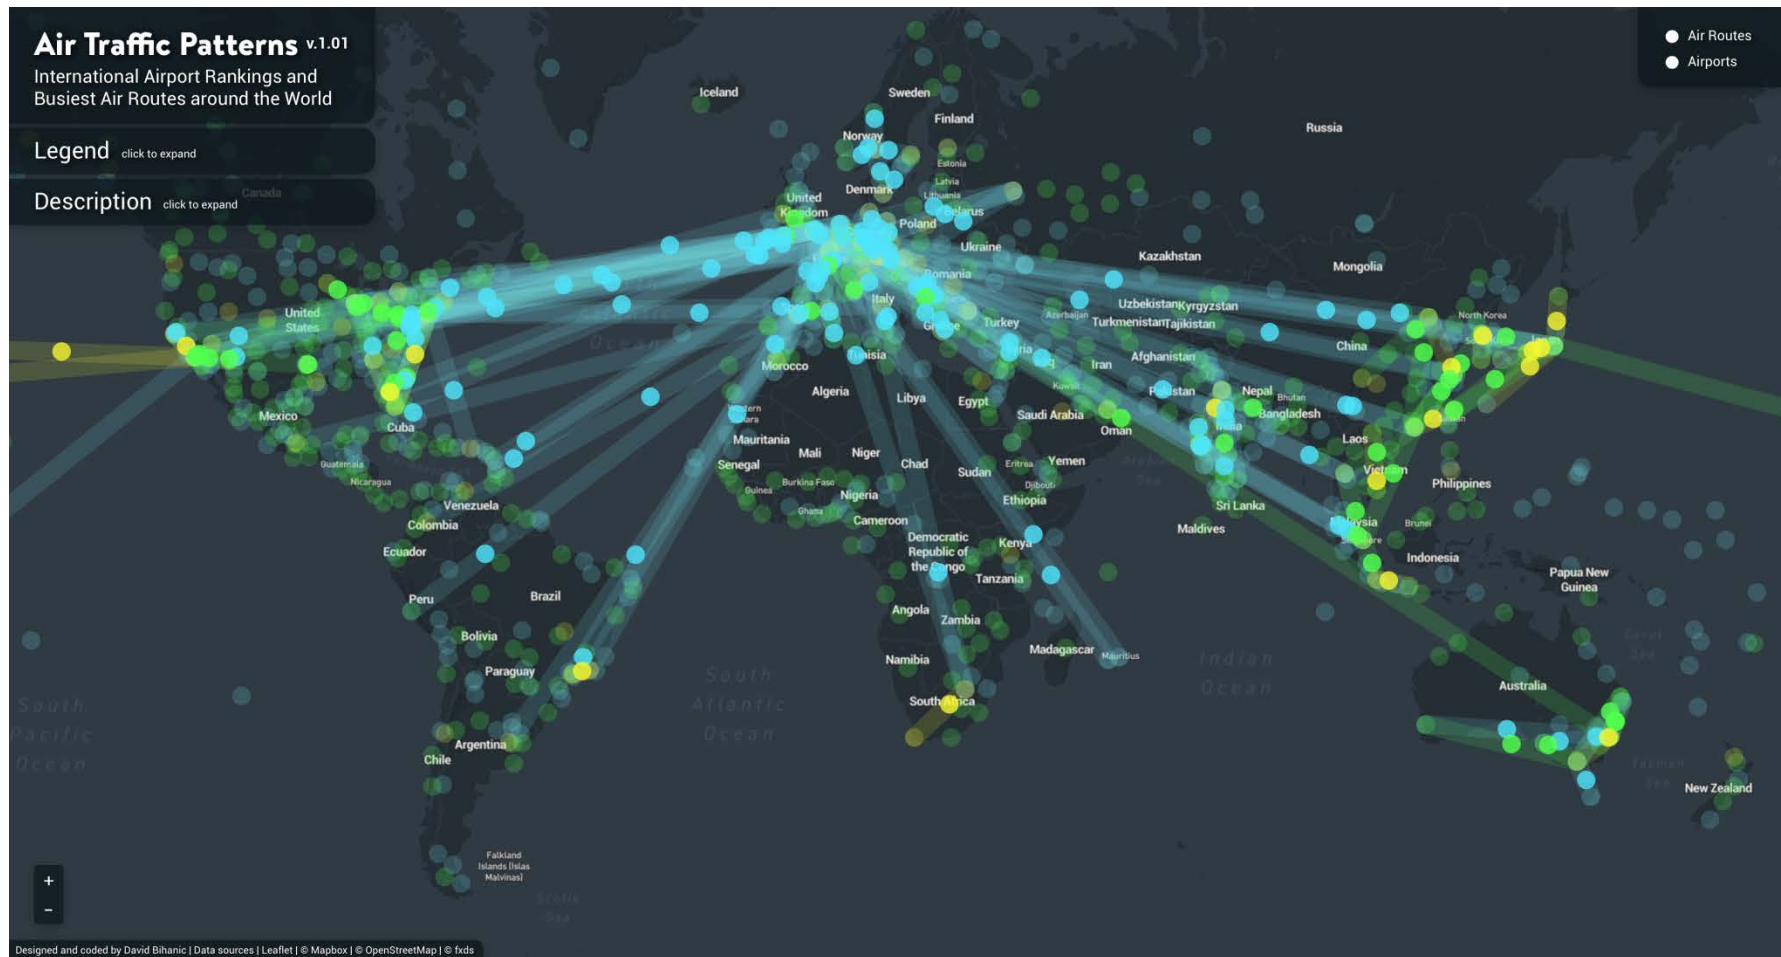 Air Traffic Patterns v.1.01
International Airport Rankings and
Busiest Air Routes around the World
Legend click to expand
Description click to expand
Air Routes
Airports
Canada
Iceland
Sweden
Finland
Norway
Russia
Estonia
Latvia
Lithuania
Denmark
United
Kingdom
Belarus
Poland
Ukraine
Kazakhstan
Mongolia
Romania
Italy
Uzbekistan
Kyrgyzstan
United
States
Azerbaijan
Turkmenistan
Tajikistan
North Korea
Ocean
Turkey
China
Tunisia
Morocco
Iran
Afghanistan
Algeria
Libya
Egypt
Kuwait
Pakistan
Nepal
Bhutan
Bangladesh
Mexico
Cuba
Saudi Arabia
Oman
Mauritania
Mali
Niger
Chad
Sudan
Eritrea
Yemen
Laos
Guatemala
Senegal
Vietnam
Nicaragua
Guinea
Burkina Faso
Nigeria
Djibouti
Ethiopia
Philippines
Venezuela
Ghana
Sri Lanka
Colombia
Cameroon
Maldives
Malaysia
Brunei
Ecuador
Democratic
Republic of
the Congo
Kenya
Indonesia
Tanzania
Papua New
Guinea
Peru
Brazil
Angola
Zambia
Bolivia
Coral
Sea
Paraguay
Namibia
Madagascar
Mauritius
Indian
Ocean
South
Atlantic
Ocean
Australia
South Africa
South
Pacific
Ocean
Argentina
Chile
Tasman
Sea
New Zealand
Falkland
Islands (Islas
Malvinas)
Scotia
Sea
+
−
Designed and coded by David Bihanic | Data sources | Leaflet | © Mapbox | © OpenStreetMap | © fxds